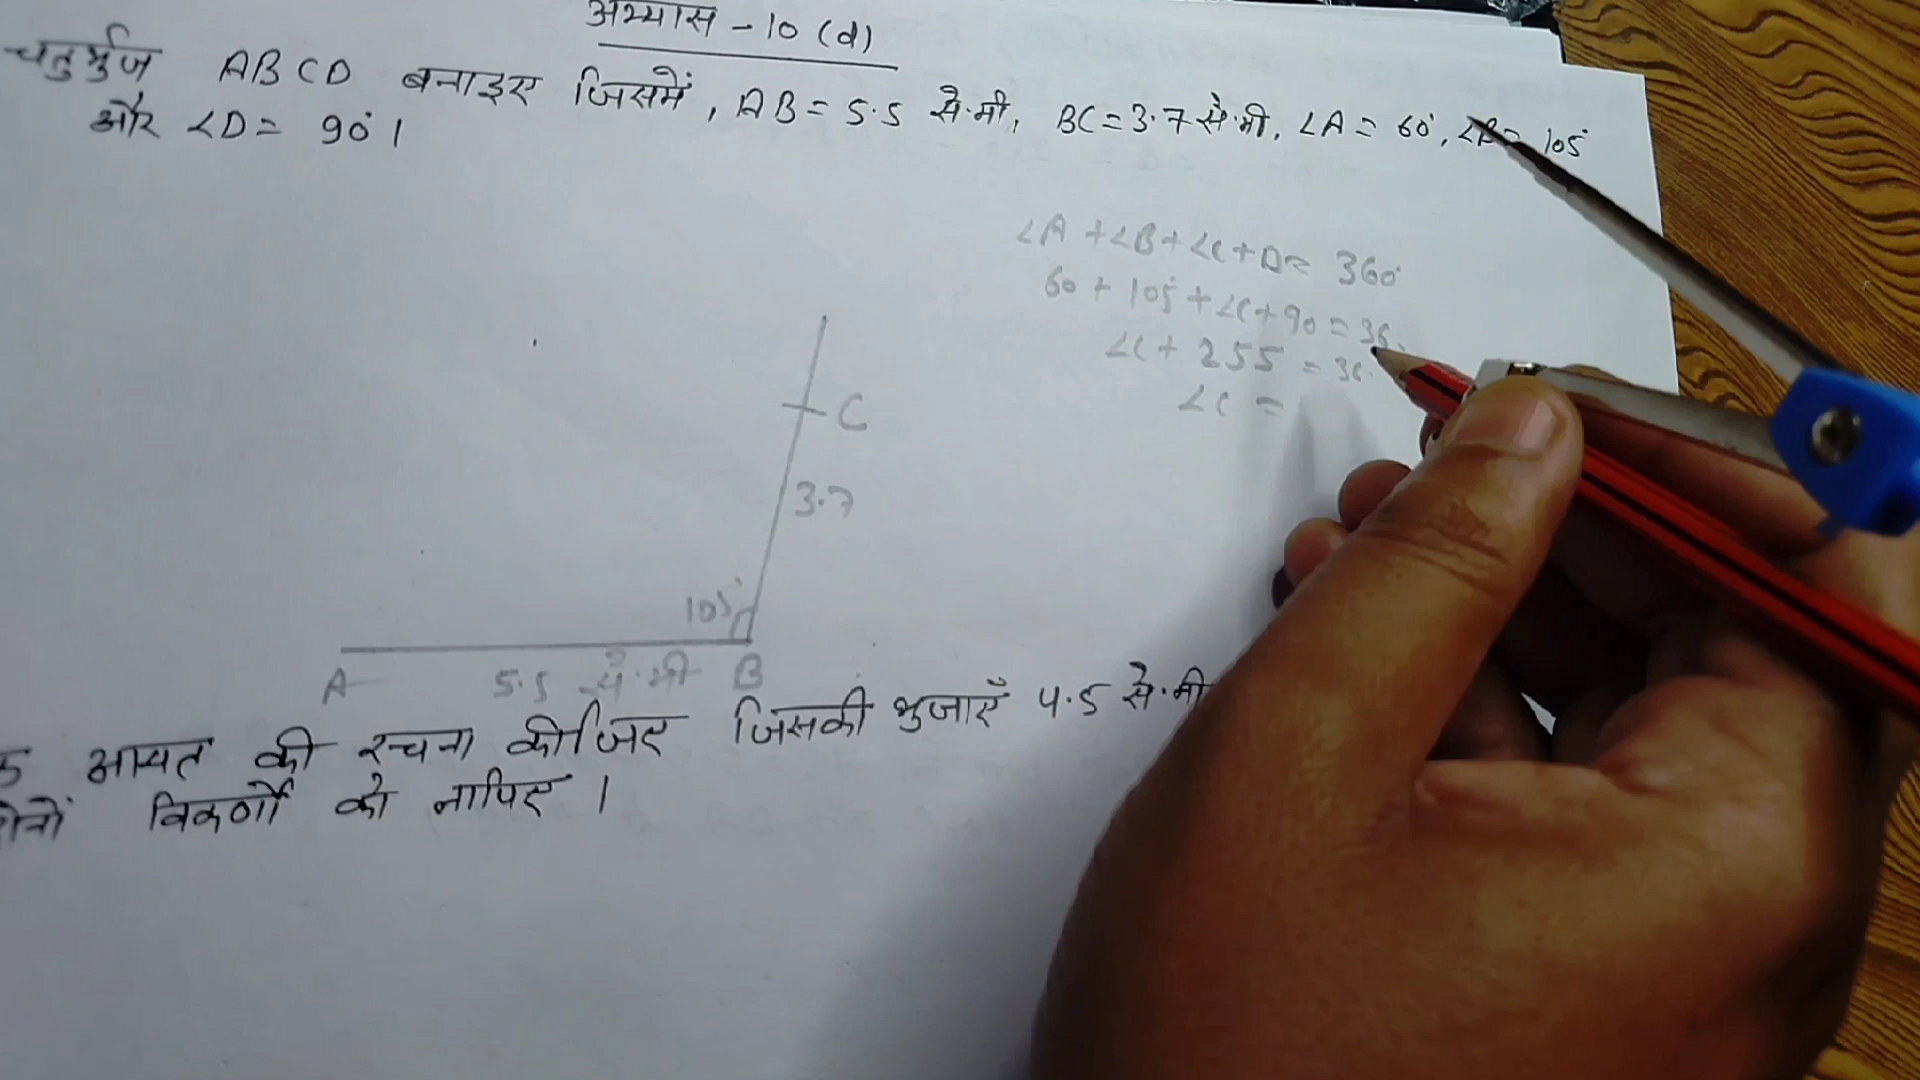 अभ्यास - 10 (d)
चतुर्भुज ABCD बनाइए जिसमें, AB = 5.5 से.मी, BC = 3.7 से.मी, ∠A = 60°, ∠B = 105°
और ∠D = 90°।
∠A + ∠B + ∠C + D = 360°
60 + 105° + ∠C + 90 = 36
∠C + 255 = 36
∠C =
C
3.7
105°
A 5.5 से.मी B
आयत की रचना कीजिए जिसकी भुजाएँ 4.5 से.मी
विकर्णों को नापिए।